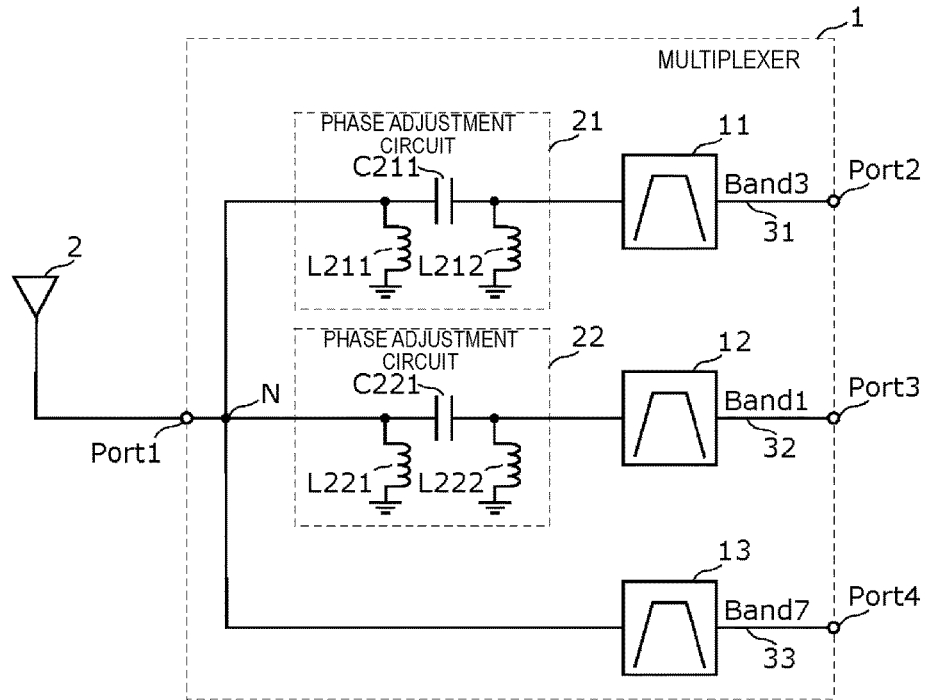 1
MULTIPLEXER
PHASE ADJUSTMENT
CIRCUIT
21
C211
11
Band3
Port2
31
L211
L212
2
PHASE ADJUSTMENT
CIRCUIT
22
C221
12
N
Band1
Port3
32
Port1
L221
L222
13
Band7
Port4
33